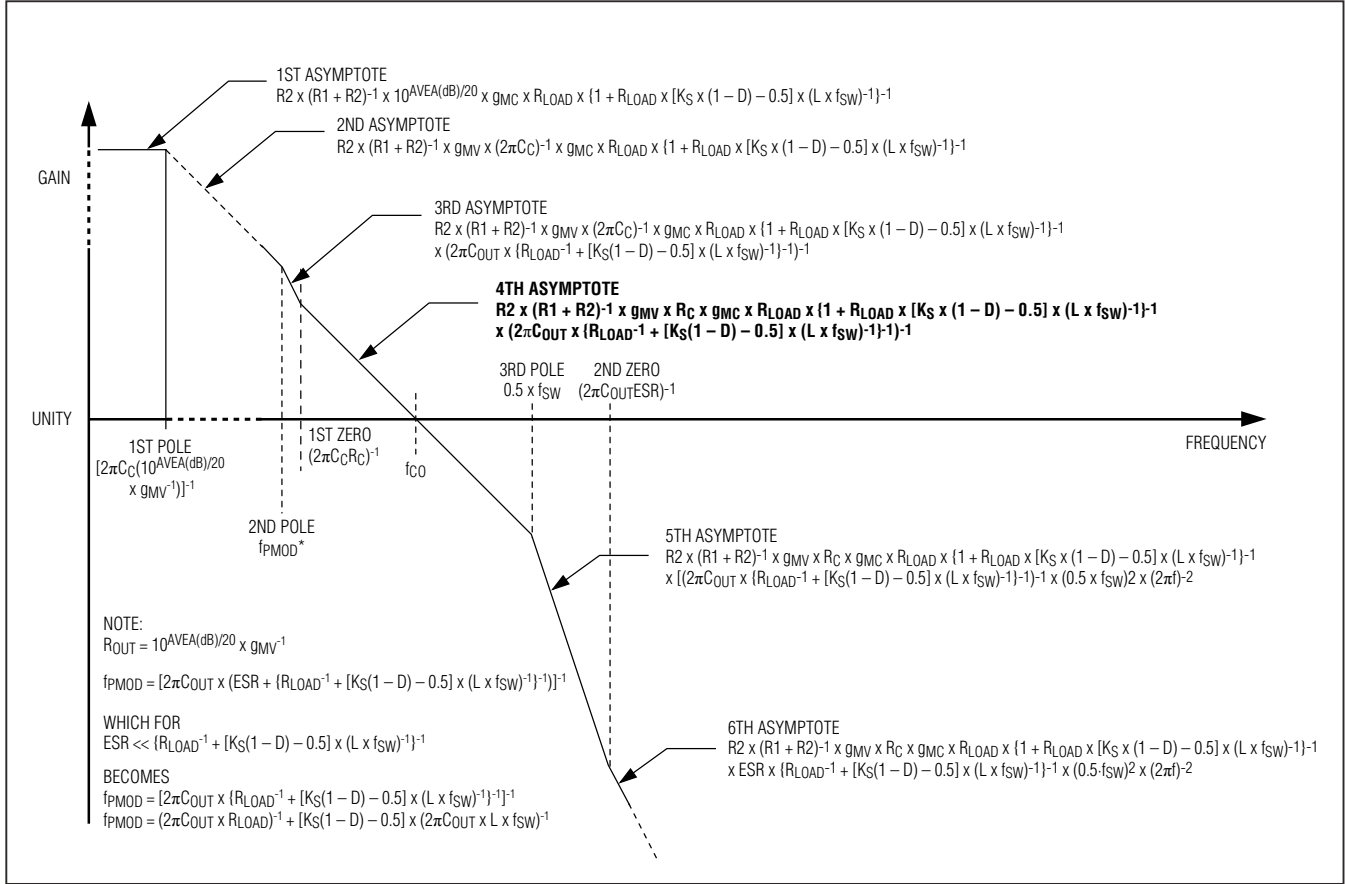 1ST ASYMPTOTE
R2 x (R1 + R2)⁻¹ x 10^AVEA(dB)/20 x gMC x RLOAD x {1 + RLOAD x [KS x (1 – D) – 0.5] x (L x fSW)⁻¹}⁻¹
2ND ASYMPTOTE
R2 x (R1 + R2)⁻¹ x gMV x (2πCC)⁻¹ x gMC x RLOAD x {1 + RLOAD x [KS x (1 – D) – 0.5] x (L x fSW)⁻¹}⁻¹
GAIN
3RD ASYMPTOTE
R2 x (R1 + R2)⁻¹ x gMV x (2πCC)⁻¹ x gMC x RLOAD x {1 + RLOAD x [KS x (1 – D) – 0.5] x (L x fSW)⁻¹}⁻¹
x (2πCOUT x {RLOAD⁻¹ + [KS(1 – D) – 0.5] x (L x fSW)⁻¹}⁻¹)⁻¹
4TH ASYMPTOTE
R2 x (R1 + R2)⁻¹ x gMV x RC x gMC x RLOAD x {1 + RLOAD x [KS x (1 – D) – 0.5] x (L x fSW)⁻¹}⁻¹
x (2πCOUT x {RLOAD⁻¹ + [KS(1 – D) – 0.5] x (L x fSW)⁻¹}⁻¹)⁻¹
3RD POLE
0.5 x fSW
2ND ZERO
(2πCOUTESR)⁻¹
UNITY
FREQUENCY
1ST POLE
[2πCC(10^AVEA(dB)/20
x gMV⁻¹)]⁻¹
1ST ZERO
(2πCCRC)⁻¹
fCO
2ND POLE
fPMOD*
5TH ASYMPTOTE
R2 x (R1 + R2)⁻¹ x gMV x RC x gMC x RLOAD x {1 + RLOAD x [KS x (1 – D) – 0.5] x (L x fSW)⁻¹}⁻¹
x [(2πCOUT x {RLOAD⁻¹ + [KS(1 – D) – 0.5] x (L x fSW)⁻¹}⁻¹)⁻¹ x (0.5 x fSW)² x (2πf)⁻²
NOTE:
ROUT = 10^AVEA(dB)/20 x gMV⁻¹
fPMOD = [2πCOUT x (ESR + {RLOAD⁻¹ + [KS(1 – D) – 0.5] x (L x fSW)⁻¹}⁻¹)]⁻¹
WHICH FOR
ESR << {RLOAD⁻¹ + [KS(1 – D) – 0.5] x (L x fSW)⁻¹}⁻¹
BECOMES
fPMOD = [2πCOUT x {RLOAD⁻¹ + [KS(1 – D) – 0.5] x (L x fSW)⁻¹}⁻¹]⁻¹
fPMOD = (2πCOUT x RLOAD)⁻¹ + [KS(1 – D) – 0.5] x (2πCOUT x L x fSW)⁻¹
6TH ASYMPTOTE
R2 x (R1 + R2)⁻¹ x gMV x RC x gMC x RLOAD x {1 + RLOAD x [KS x (1 – D) – 0.5] x (L x fSW)⁻¹}⁻¹
x ESR x {RLOAD⁻¹ + [KS(1 – D) – 0.5] x (L x fSW)⁻¹}⁻¹ x (0.5·fSW)² x (2πf)⁻²